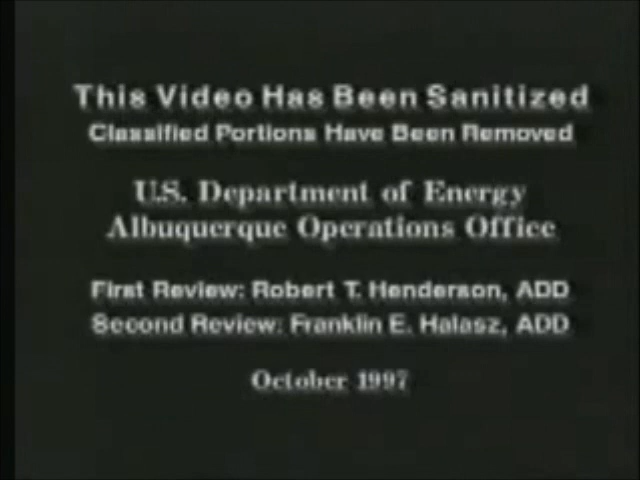 This Video Has Been Sanitized
Classified Portions Have Been Removed
U.S. Department of Energy
Albuquerque Operations Office
First Review: Robert T. Henderson, ADD
Second Review: Franklin E. Halasz, ADD
October 1997